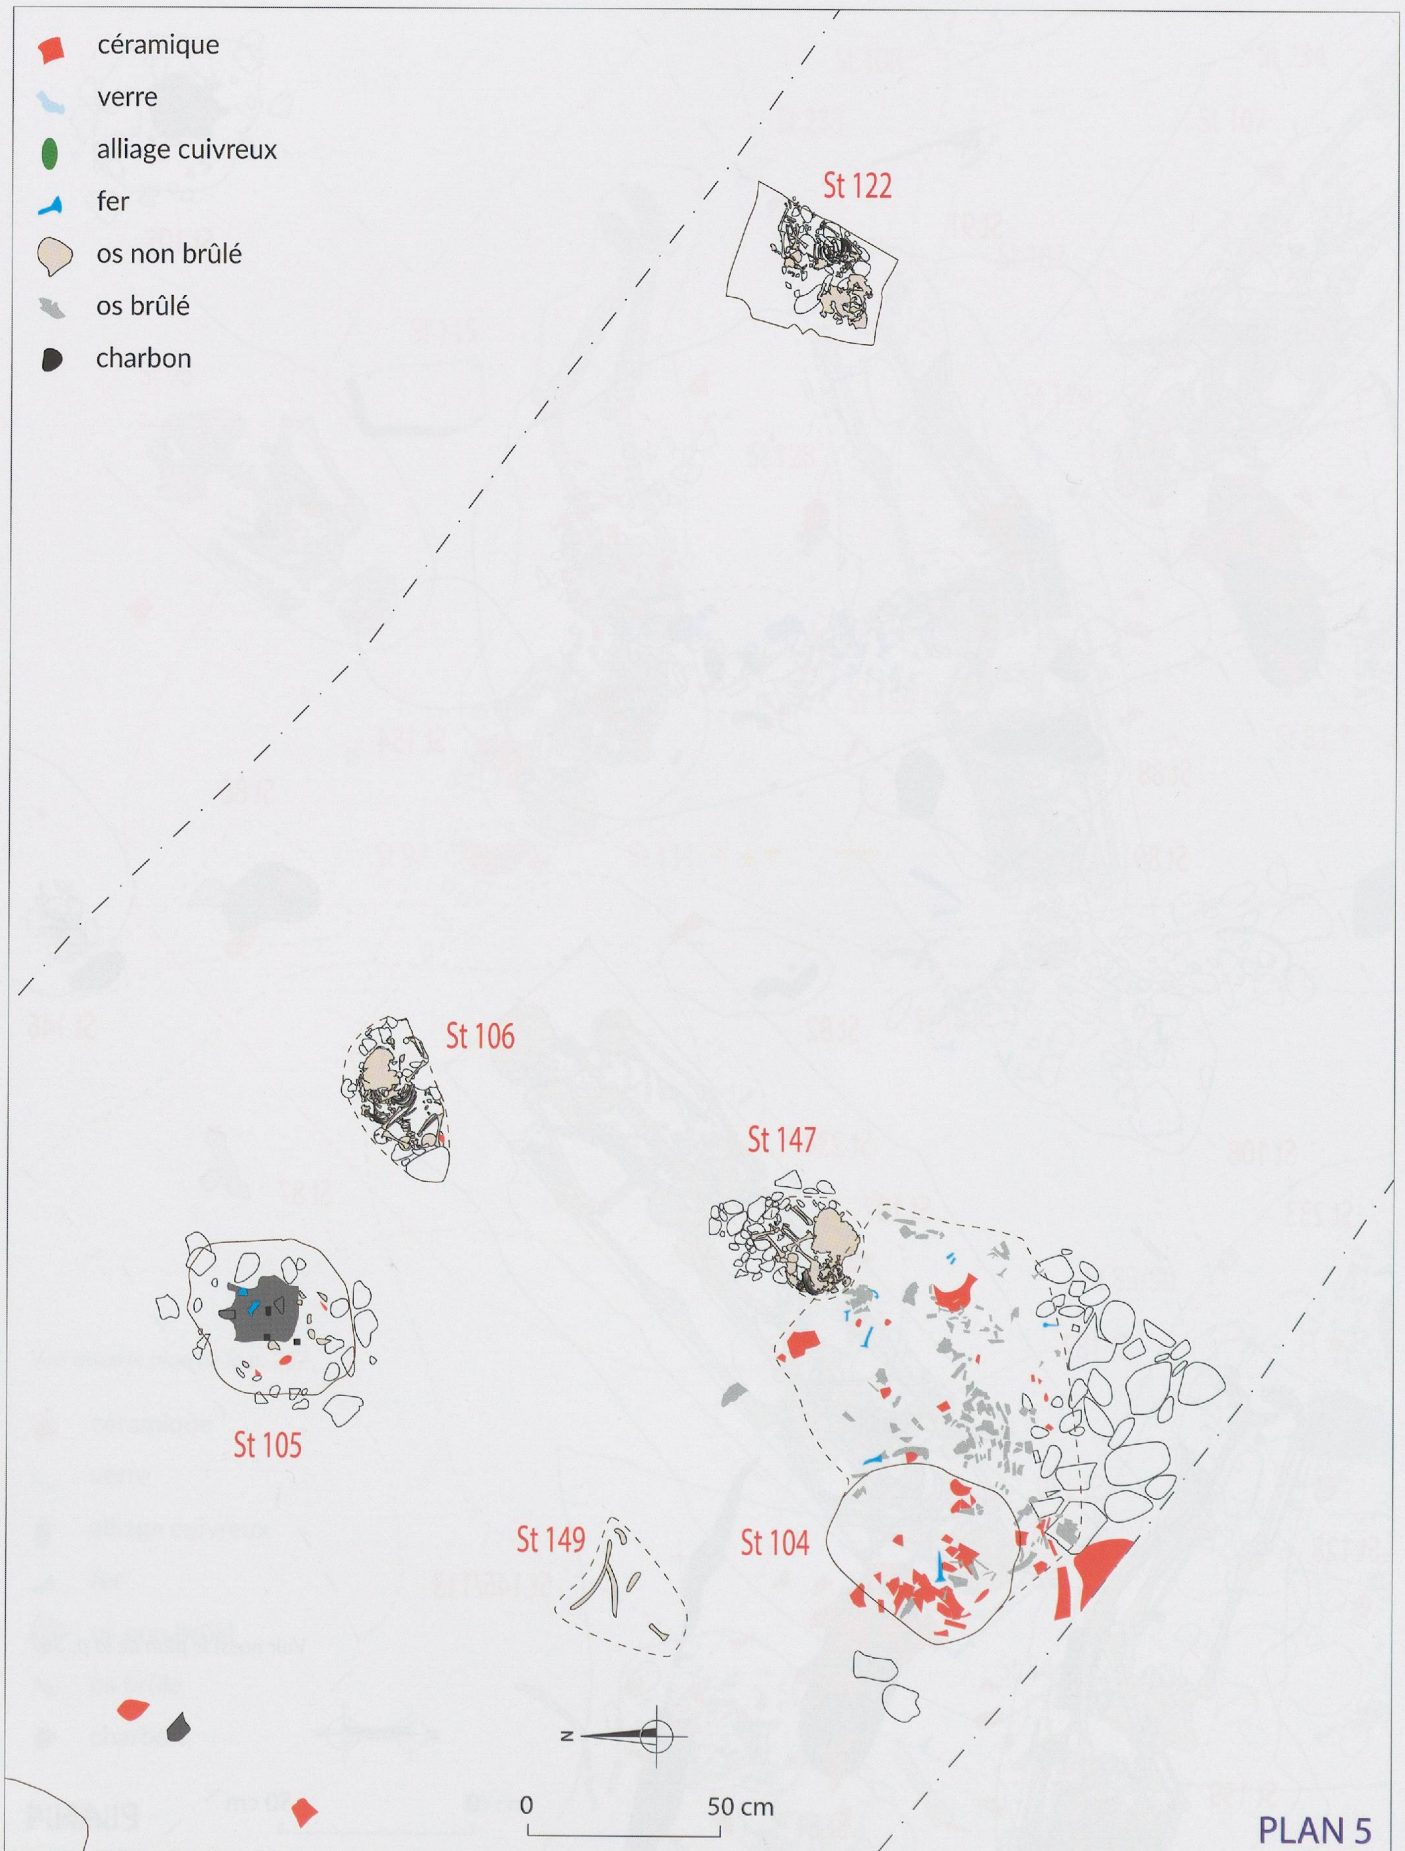 céramique
verre
alliage cuivreux
fer
os non brûlé
os brûlé
charbon
St 122
St 106
St 147
St 105
St 149
St 104
N
0
50 cm
PLAN 5